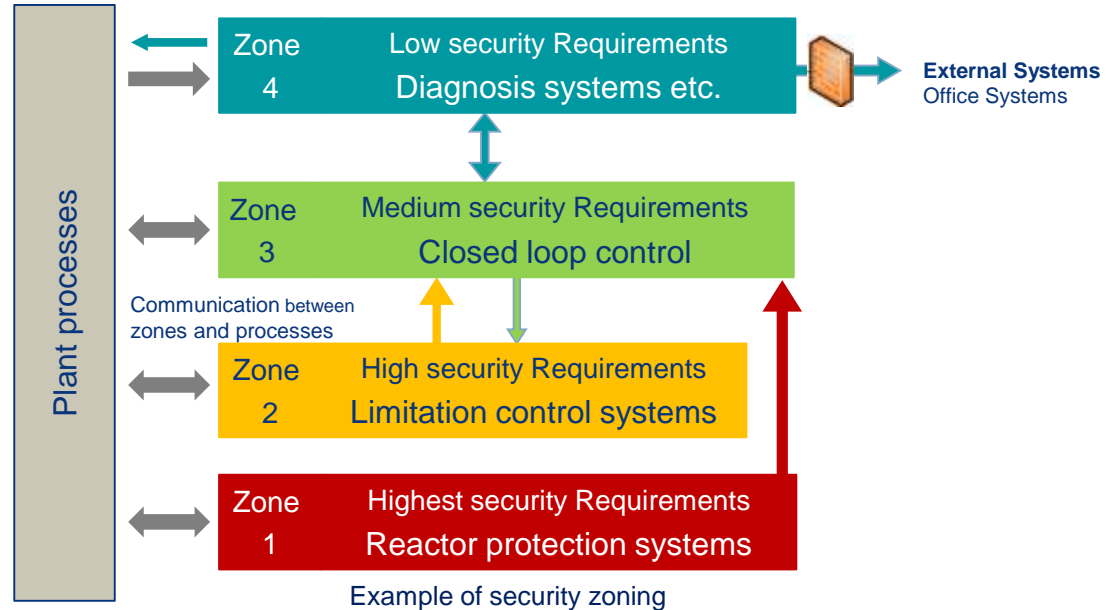 Plant processes
Zone
4
Low security Requirements
Diagnosis systems etc.
External Systems
Office Systems
Zone
3
Medium security Requirements
Closed loop control
Communication between
zones and processes
Zone
2
High security Requirements
Limitation control systems
Zone
1
Highest security Requirements
Reactor protection systems
Example of security zoning